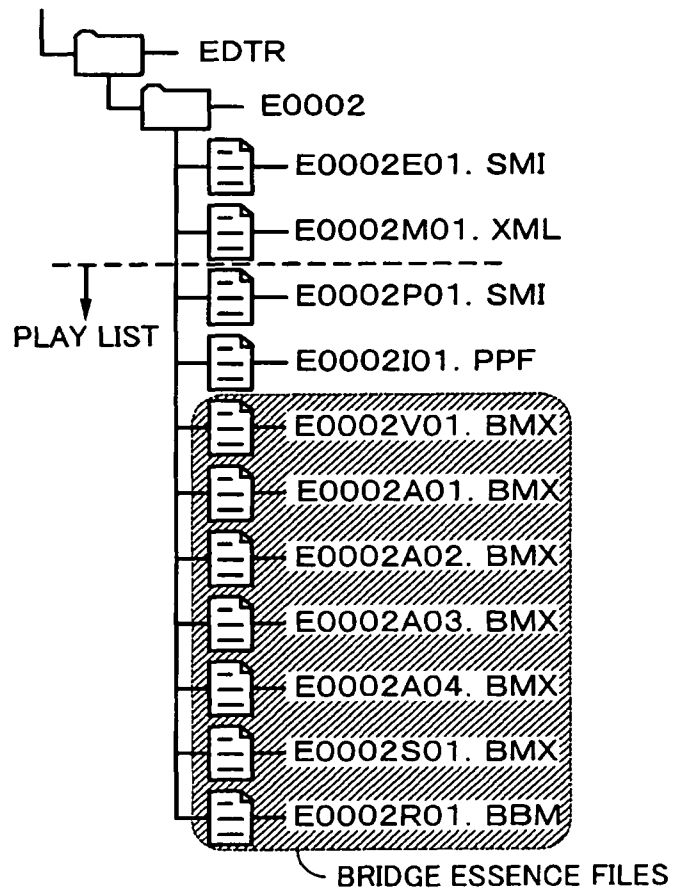 EDTR
E0002
E0002E01. SMI
E0002M01. XML
E0002P01. SMI
PLAY LIST
E0002I01. PPF
E0002V01. BMX
E0002A01. BMX
E0002A02. BMX
E0002A03. BMX
E0002A04. BMX
E0002S01. BMX
E0002R01. BBM
BRIDGE ESSENCE FILES